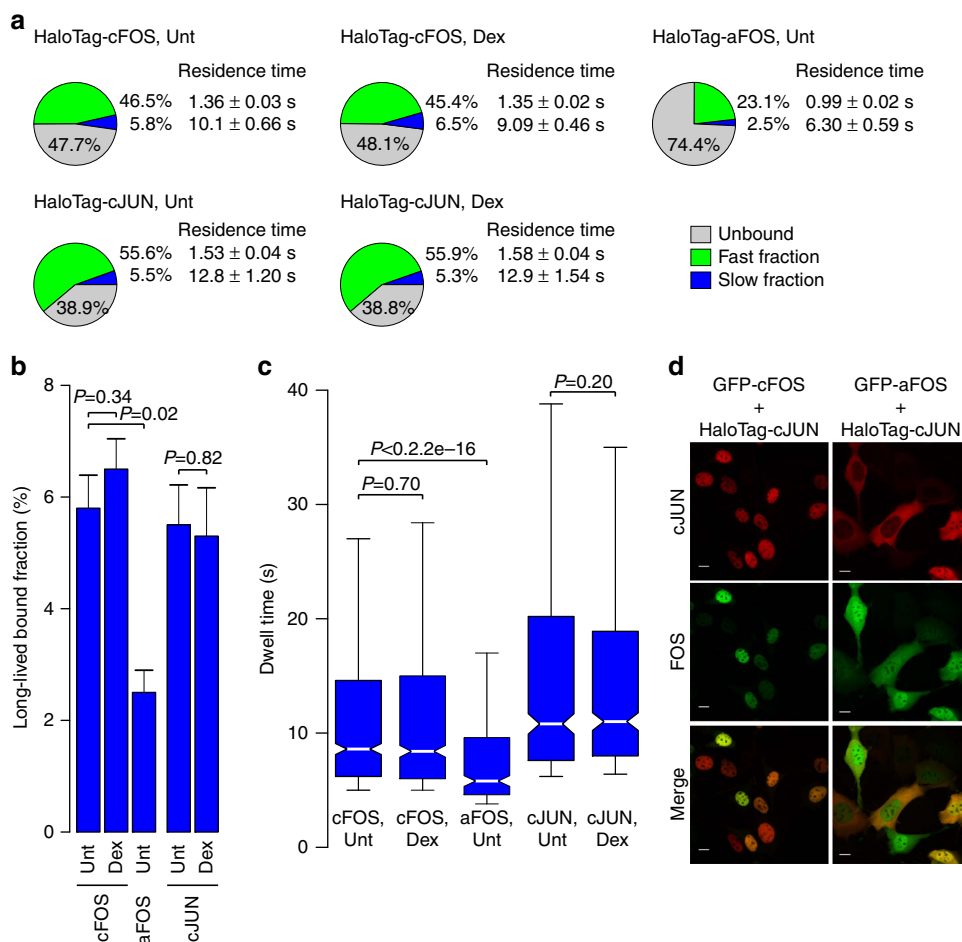 a
HaloTag-cFOS, Unt
Residence time
46.5% 1.36 ± 0.03 s
5.8% 10.1 ± 0.66 s
47.7%
HaloTag-cFOS, Dex
Residence time
45.4% 1.35 ± 0.02 s
6.5% 9.09 ± 0.46 s
48.1%
HaloTag-aFOS, Unt
Residence time
23.1% 0.99 ± 0.02 s
2.5% 6.30 ± 0.59 s
74.4%
HaloTag-cJUN, Unt
Residence time
55.6% 1.53 ± 0.04 s
5.5% 12.8 ± 1.20 s
38.9%
HaloTag-cJUN, Dex
Residence time
55.9% 1.58 ± 0.04 s
5.3% 12.9 ± 1.54 s
38.8%
Unbound
Fast fraction
Slow fraction
b
Long-lived bound fraction (%)
8
6
4
2
0
P=0.34
P=0.02
P=0.82
Unt
Dex
Unt
Unt
Dex
cFOS
aFOS
cJUN
c
Dwell time (s)
40
30
20
10
0
P=0.20
P<0.2.2e−16
P=0.70
cFOS,
Unt
cFOS,
Dex
aFOS,
Unt
cJUN,
Unt
cJUN,
Dex
d
GFP-cFOS
+
HaloTag-cJUN
GFP-aFOS
+
HaloTag-cJUN
cJUN
FOS
Merge